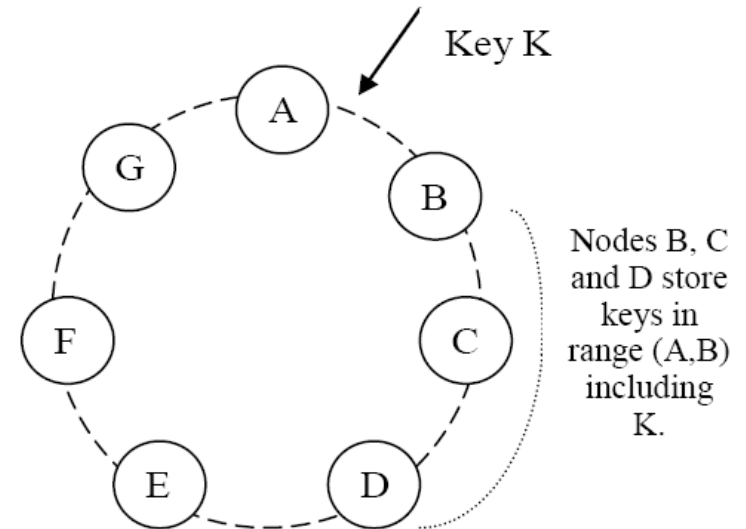 Key K
A
G
B
Nodes B, C
and D store
keys in
range (A,B)
including
K.
F
C
E
D